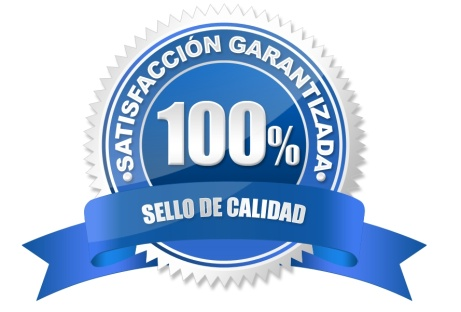 SATISFACCIÓN GARANTIZADA
100%
SELLO DE CALIDAD